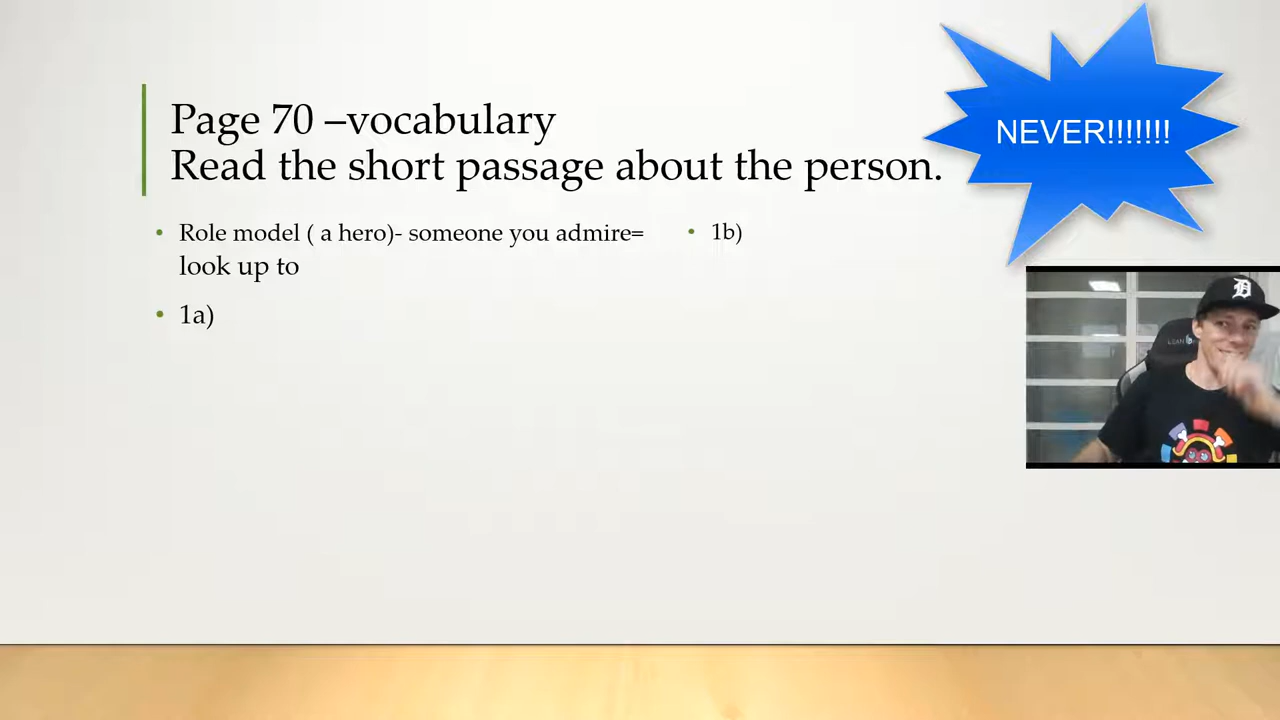 Page 70 –vocabulary
Read the short passage about the person.
NEVER!!!!!!!
• Role model ( a hero)- someone you admire=
look up to
• 1a)
• 1b)
D